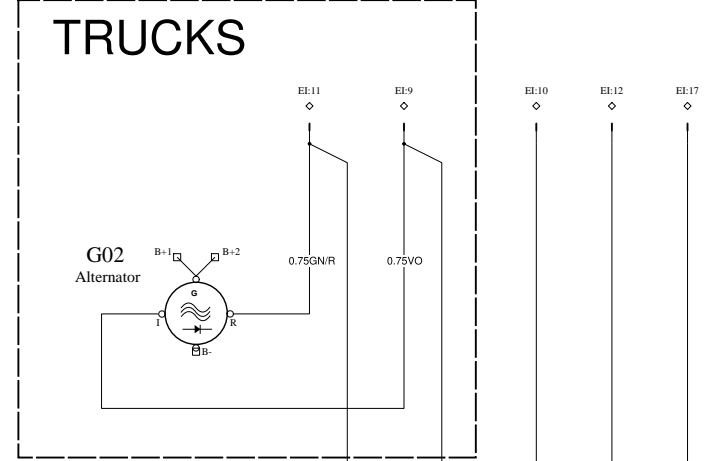 TRUCKS
EI:11
EI:9
EI:10
EI:12
EI:17
G02
Alternator
B+1
B+2
0.75GN/R
0.75VO
G
I
R
B-